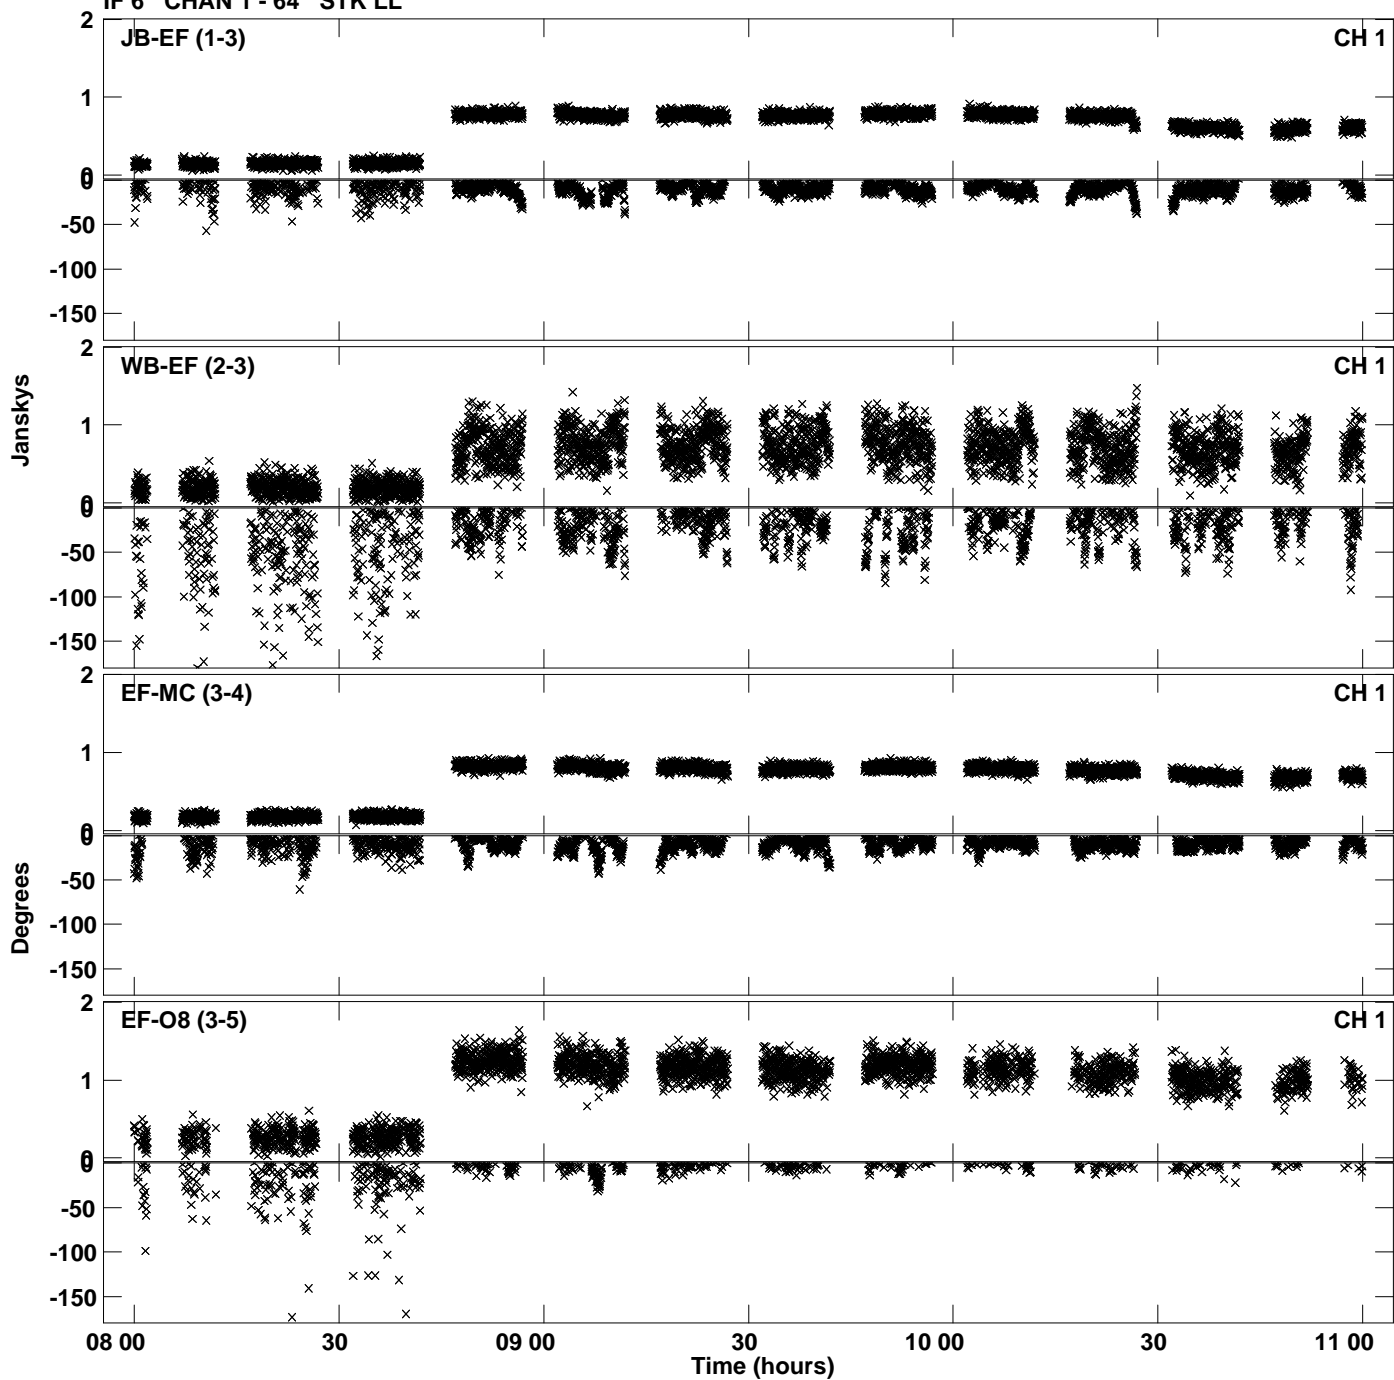 IF 6 CHAN 1 - 64 STK LL
2
JB-EF (1-3)
CH 1
1
0
0
-50
-100
-150
2
WB-EF (2-3)
CH 1
1
0
0
-50
-100
-150
Janskys
2
EF-MC (3-4)
CH 1
1
0
0
-50
-100
-150
Degrees
2
EF-O8 (3-5)
CH 1
1
0
0
-50
-100
-150
08 00 30 09 00 30 10 00 30 11 00
Time (hours)